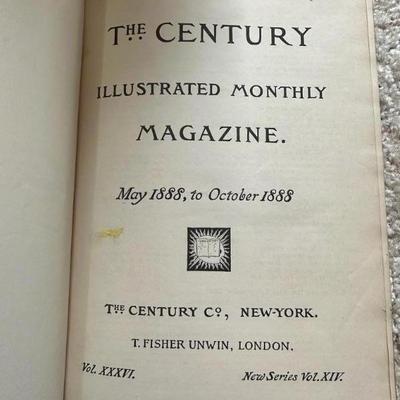 THE CENTURY
ILLUSTRATED MONTHLY
MAGAZINE.
May 1888, to October 1888
THE CENTURY Cº, NEW-YORK.
T. FISHER UNWIN, LONDON.
Vol. XXXVI. New Series Vol. XIV.